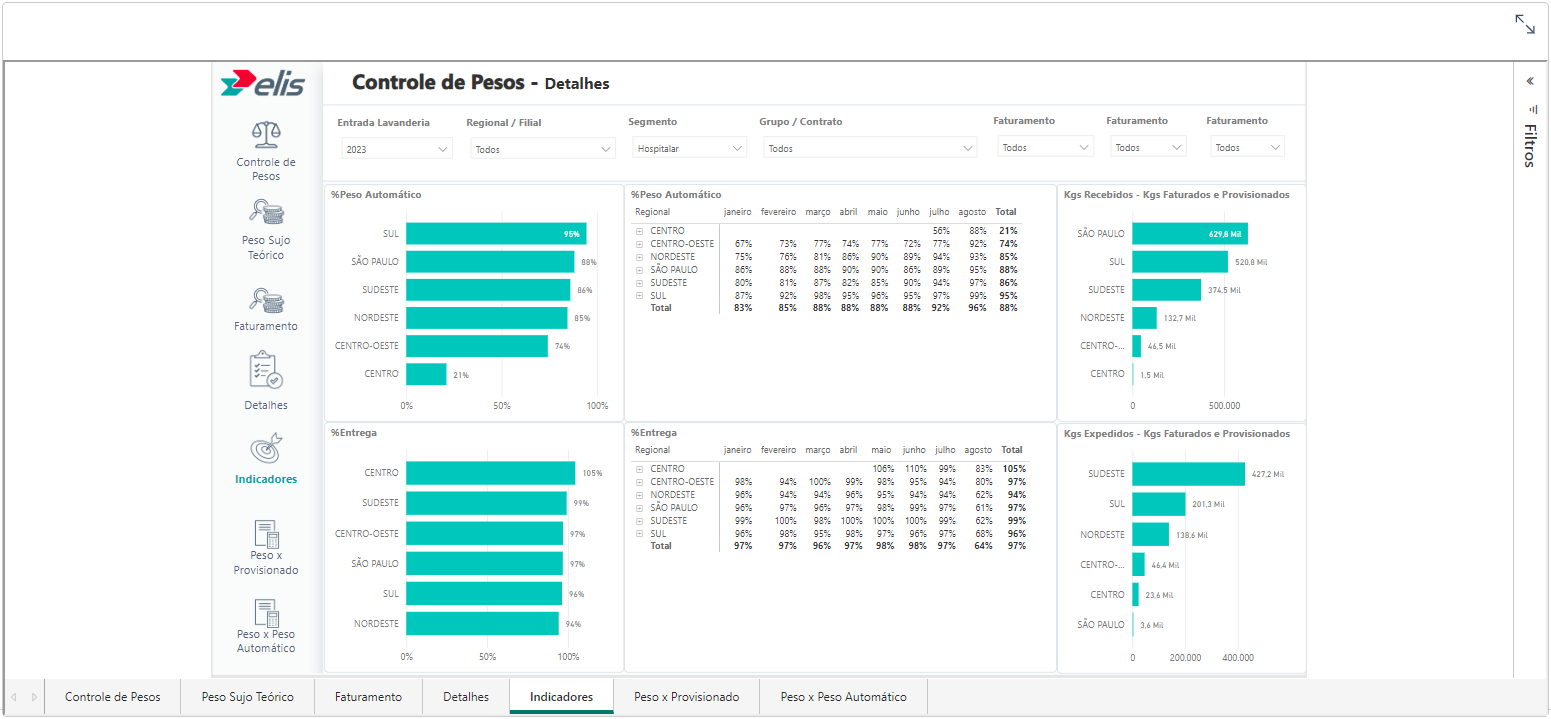 elis
Controle de Pesos - Detalhes
Controle de
Pesos
Peso Sujo
Teórico
Faturamento
Detalhes
Indicadores
Peso x
Provisionado
Peso x Peso
Automático
Entrada Lavanderia
2023
Regional / Filial
Todos
Segmento
Hospitalar
Grupo / Contrato
Todos
Faturamento
Todos
Faturamento
Todos
Faturamento
Todos
Filtros
%Peso Automático
SUL 95%
SÃO PAULO 88%
SUDESTE 86%
NORDESTE 85%
CENTRO-OESTE 74%
CENTRO 21%
0% 50% 100%
%Peso Automático
Regional janeiro fevereiro março abril maio junho julho agosto Total
CENTRO 56% 88% 21%
CENTRO-OESTE 67% 73% 77% 74% 77% 72% 77% 92% 74%
NORDESTE 75% 76% 81% 86% 90% 89% 94% 93% 85%
SÃO PAULO 86% 88% 88% 90% 90% 86% 89% 95% 88%
SUDESTE 80% 81% 87% 82% 85% 90% 94% 97% 86%
SUL 87% 92% 98% 95% 96% 95% 97% 99% 95%
Total 83% 85% 88% 88% 88% 88% 92% 96% 88%
Kgs Recebidos - Kgs Faturados e Provisionados
SÃO PAULO 629,8 Mil
SUL 520,8 Mil
SUDESTE 374,5 Mil
NORDESTE 132,7 Mil
CENTRO-... 46,5 Mil
CENTRO 1,5 Mil
0 500.000
%Entrega
CENTRO 105%
SUDESTE 99%
CENTRO-OESTE 97%
SÃO PAULO 97%
SUL 96%
NORDESTE 94%
0% 50% 100%
%Entrega
Regional janeiro fevereiro março abril maio junho julho agosto Total
CENTRO 106% 110% 99% 83% 105%
CENTRO-OESTE 98% 94% 100% 99% 98% 95% 94% 80% 97%
NORDESTE 96% 94% 94% 96% 95% 94% 94% 62% 94%
SÃO PAULO 96% 97% 96% 97% 98% 99% 97% 61% 97%
SUDESTE 99% 100% 98% 100% 100% 100% 99% 62% 99%
SUL 96% 98% 95% 98% 97% 96% 97% 68% 96%
Total 97% 97% 96% 97% 98% 98% 97% 64% 97%
Kgs Expedidos - Kgs Faturados e Provisionados
SUDESTE 427,2 Mil
SUL 201,3 Mil
NORDESTE 138,6 Mil
CENTRO-... 46,4 Mil
CENTRO 23,6 Mil
SÃO PAULO 3,6 Mil
0 200.000 400.000
Controle de Pesos Peso Sujo Teórico Faturamento Detalhes Indicadores Peso x Provisionado Peso x Peso Automático